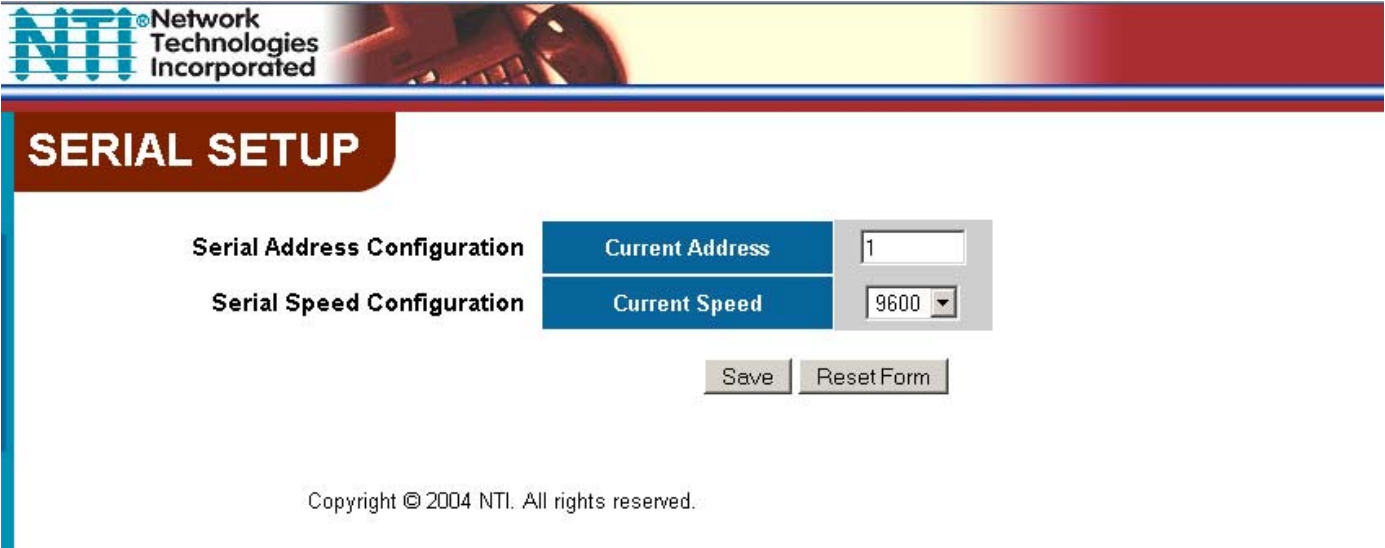 NTI®Network
Technologies
Incorporated
SERIAL SETUP
Serial Address Configuration Current Address 1
Serial Speed Configuration Current Speed 9600
Save Reset Form
Copyright © 2004 NTI. All rights reserved.